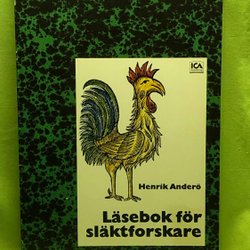 ICA
Henrik Anderö
Läsebok för
släktforskare